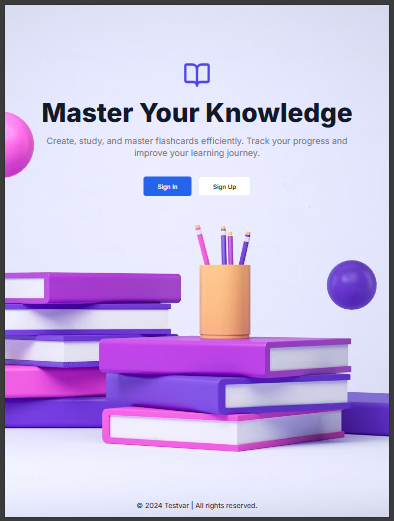 Master Your Knowledge
Create, study, and master flashcards efficiently. Track your progress and
improve your learning journey.
Sign In
Sign Up
© 2024 Testvar | All rights reserved.